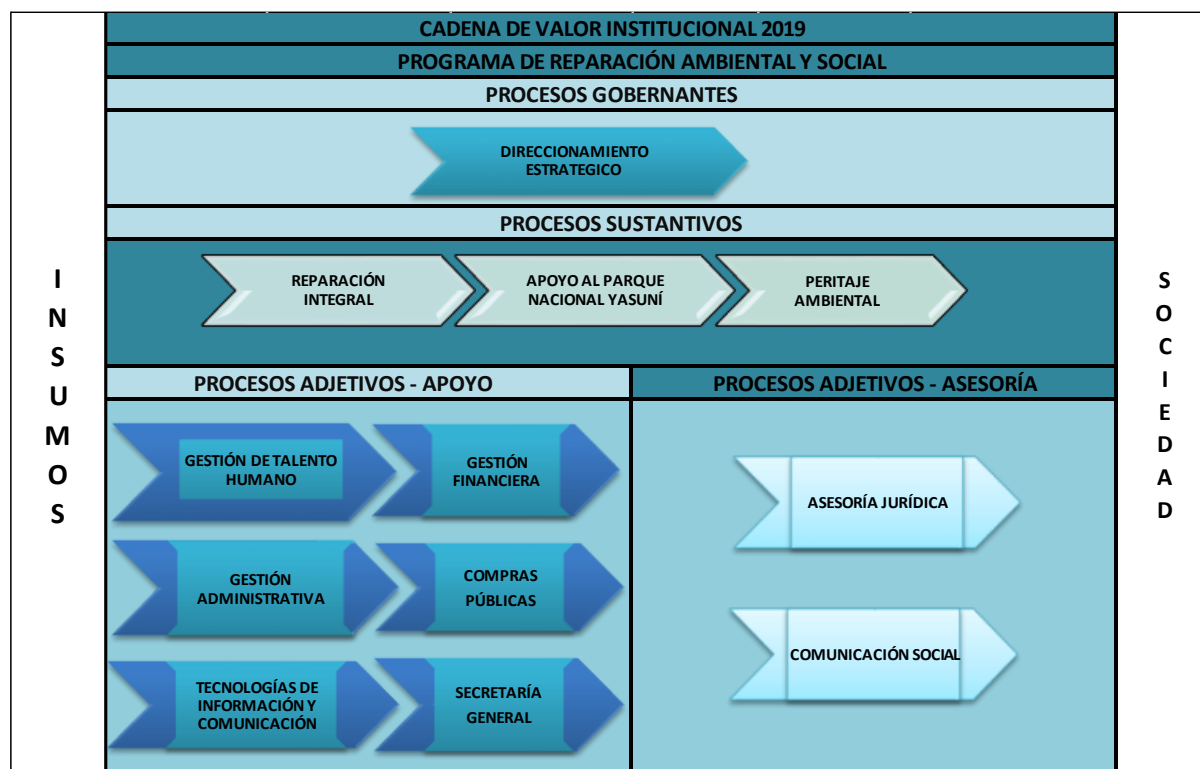 CADENA DE VALOR INSTITUCIONAL 2019
PROGRAMA DE REPARACIÓN AMBIENTAL Y SOCIAL
PROCESOS GOBERNANTES
DIRECCIONAMIENTO
ESTRATEGICO
PROCESOS SUSTANTIVOS
INSUMOS
REPARACIÓN
INTEGRAL
APOYO AL PARQUE
NACIONAL YASUNÍ
PERITAJE
AMBIENTAL
SOCIEDAD
PROCESOS ADJETIVOS - APOYO
GESTIÓN DE TALENTO
HUMANO
GESTIÓN
FINANCIERA
GESTIÓN
ADMINISTRATIVA
COMPRAS
PÚBLICAS
TECNOLOGÍAS DE
INFORMACIÓN Y
COMUNICACIÓN
SECRETARÍA
GENERAL
PROCESOS ADJETIVOS - ASESORÍA
ASESORÍA JURÍDICA
COMUNICACIÓN SOCIAL